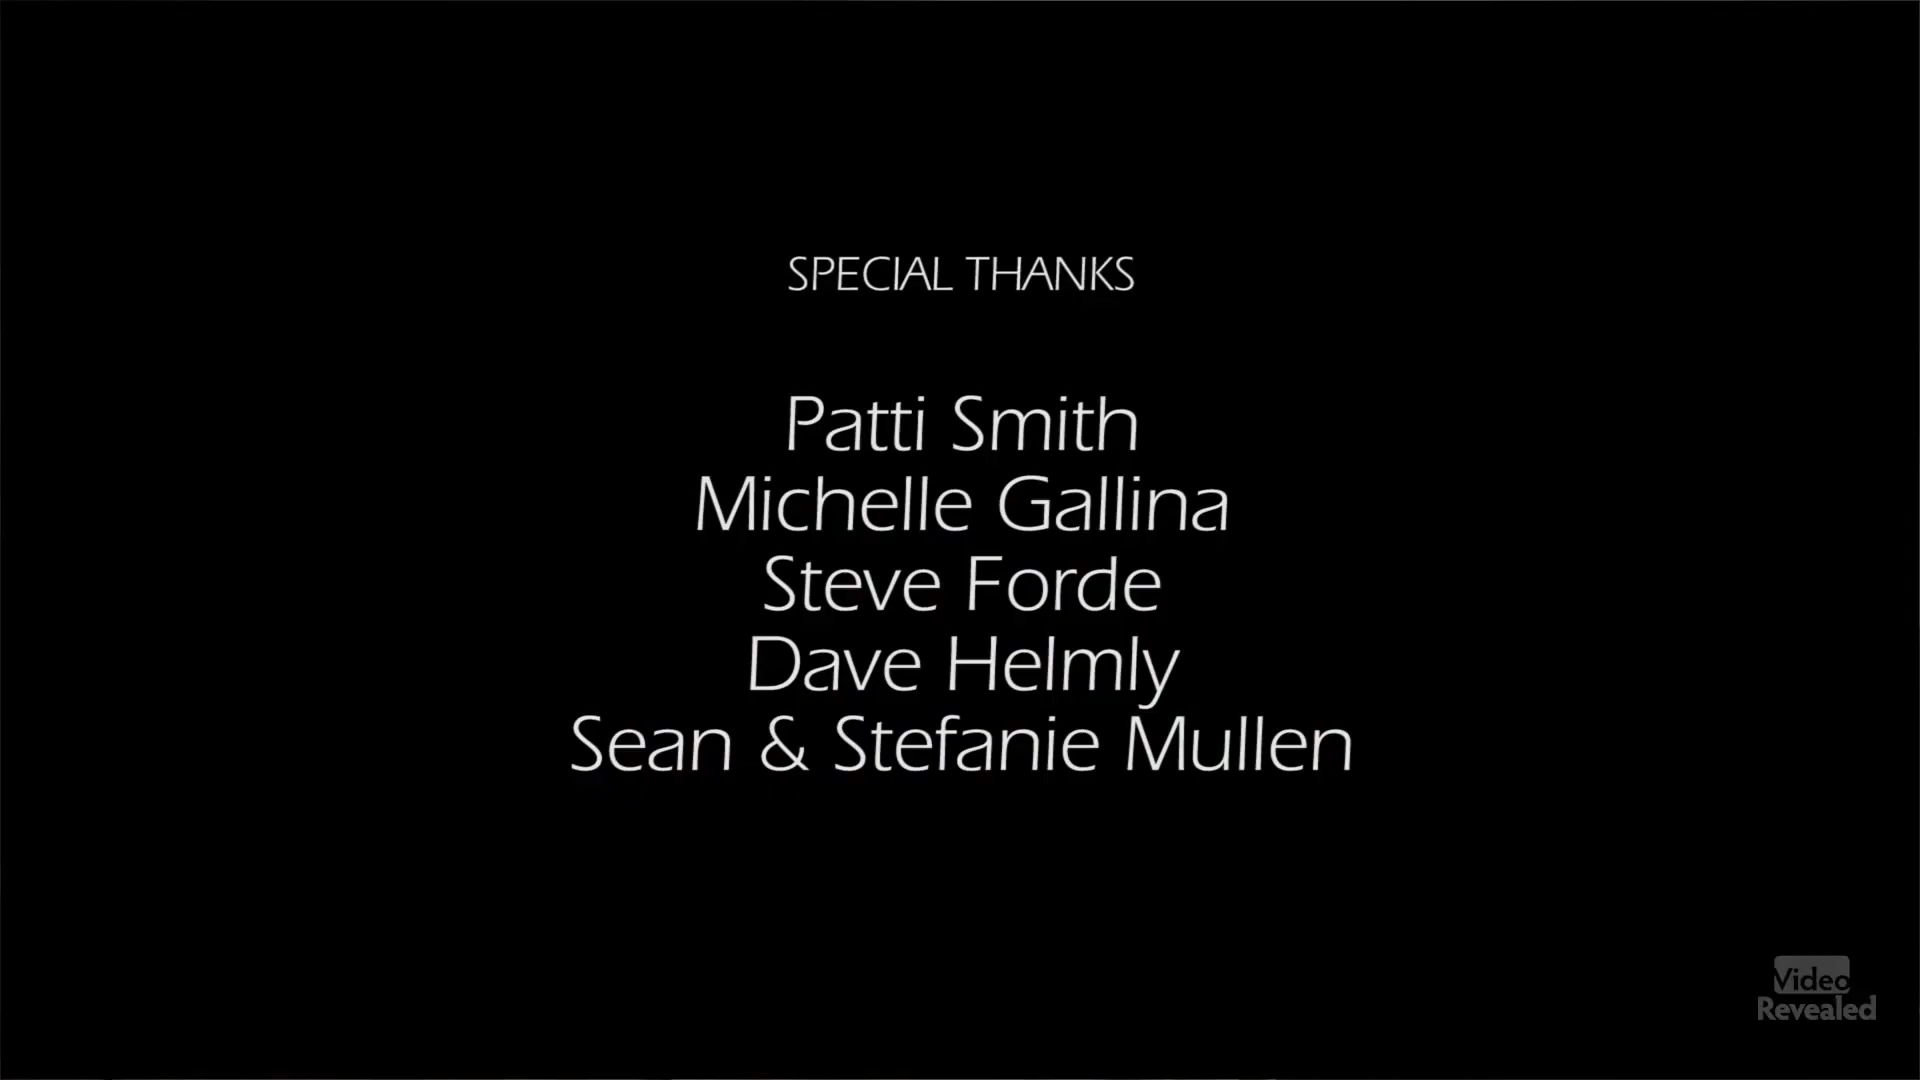 SPECIAL THANKS
Patti Smith
Michelle Gallina
Steve Forde
Dave Helmly
Sean & Stefanie Mullen
Video
Revealed